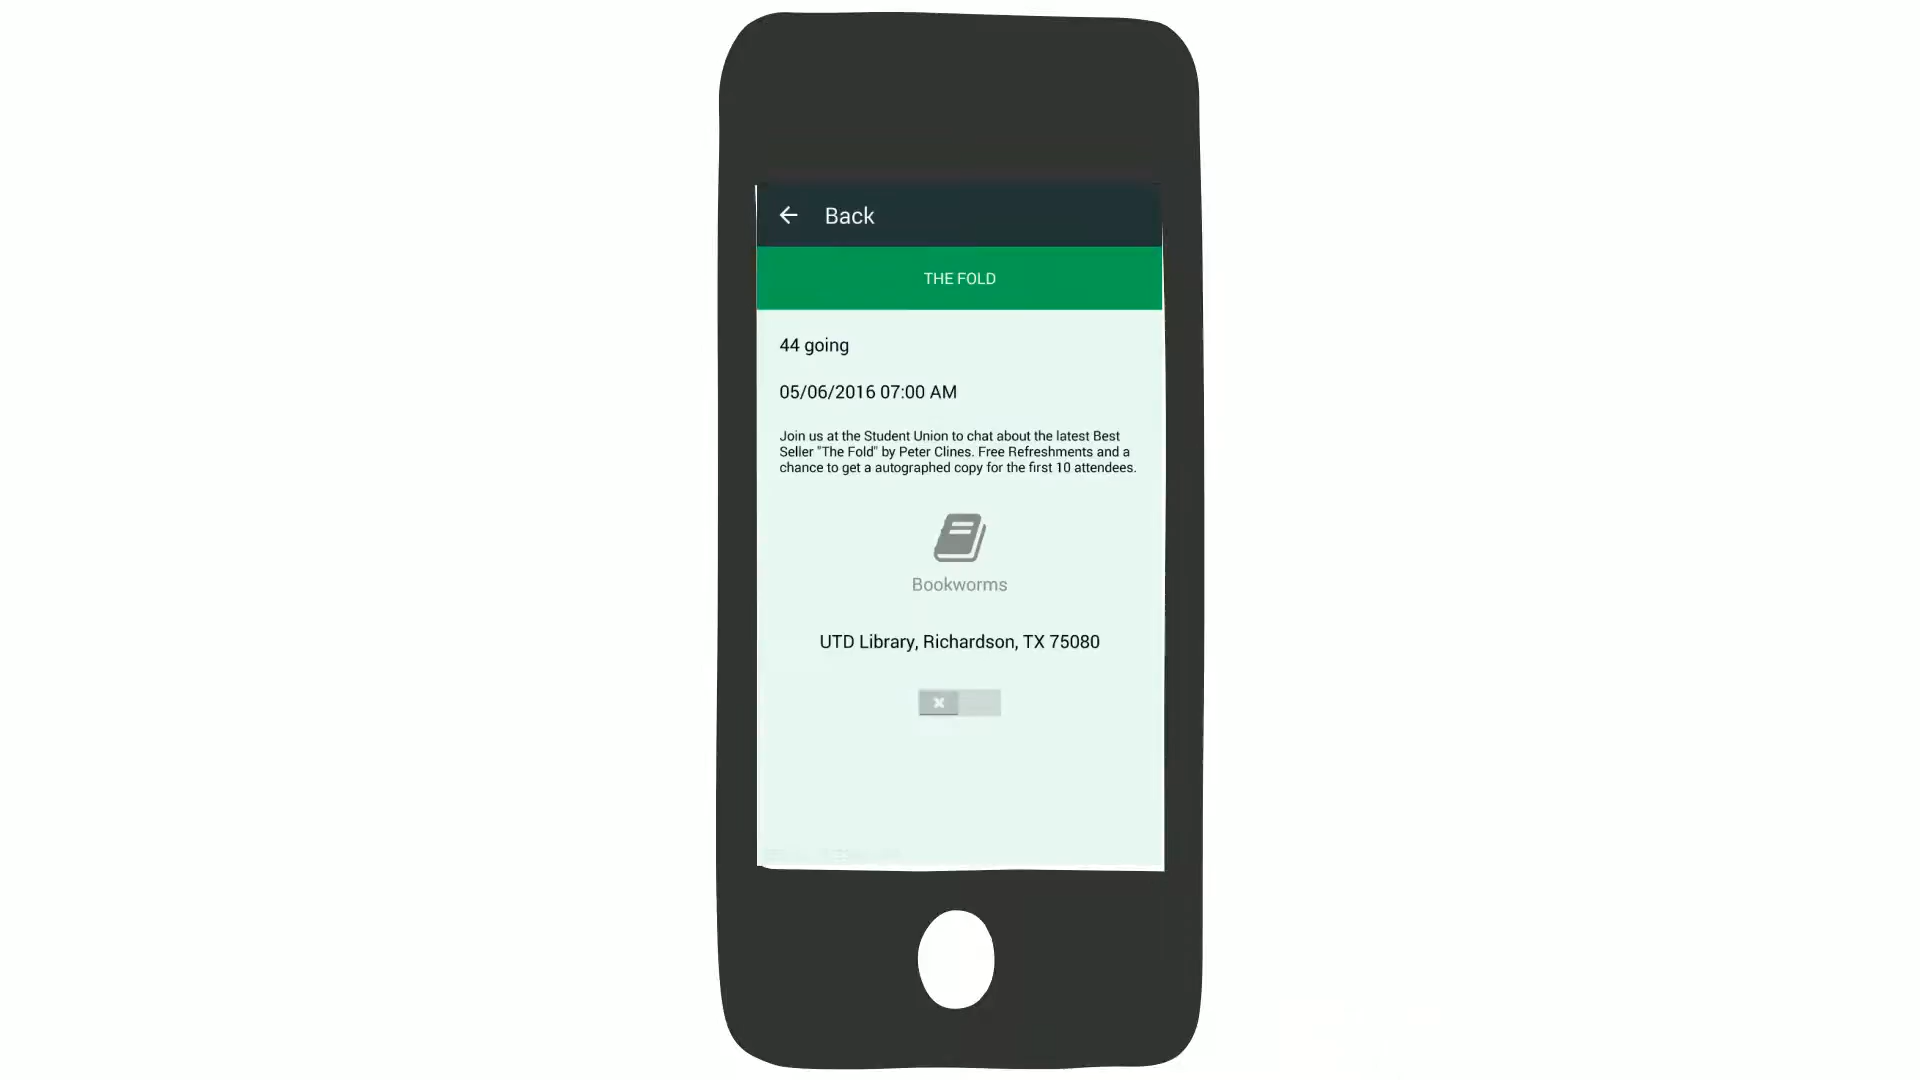 Back
THE FOLD
44 going
05/06/2016 07:00 AM
Join us at the Student Union to chat about the latest Best
Seller "The Fold" by Peter Clines. Free Refreshments and a
chance to get a autographed copy for the first 10 attendees.
Bookworms
UTD Library, Richardson, TX 75080